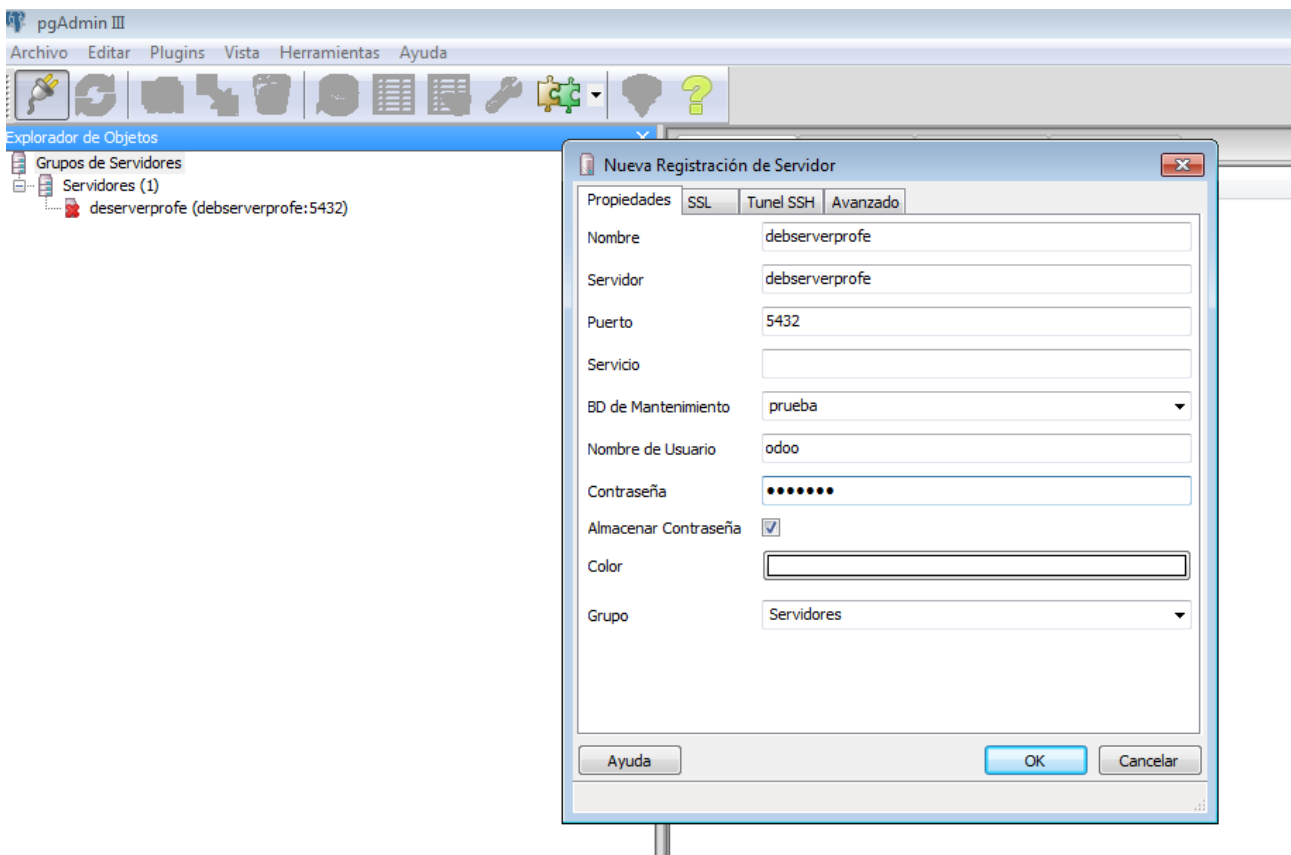 pgAdmin III
Archivo Editar Plugins Vista Herramientas Ayuda
Explorador de Objetos
Grupos de Servidores
Servidores (1)
deserverprofe (debserverprofe:5432)
Nueva Registración de Servidor
Propiedades SSL Tunel SSH Avanzado
Nombre debserverprofe
Servidor debserverprofe
Puerto 5432
Servicio
BD de Mantenimiento prueba
Nombre de Usuario odoo
Contraseña •••••••
Almacenar Contraseña
Color
Grupo Servidores
Ayuda OK Cancelar